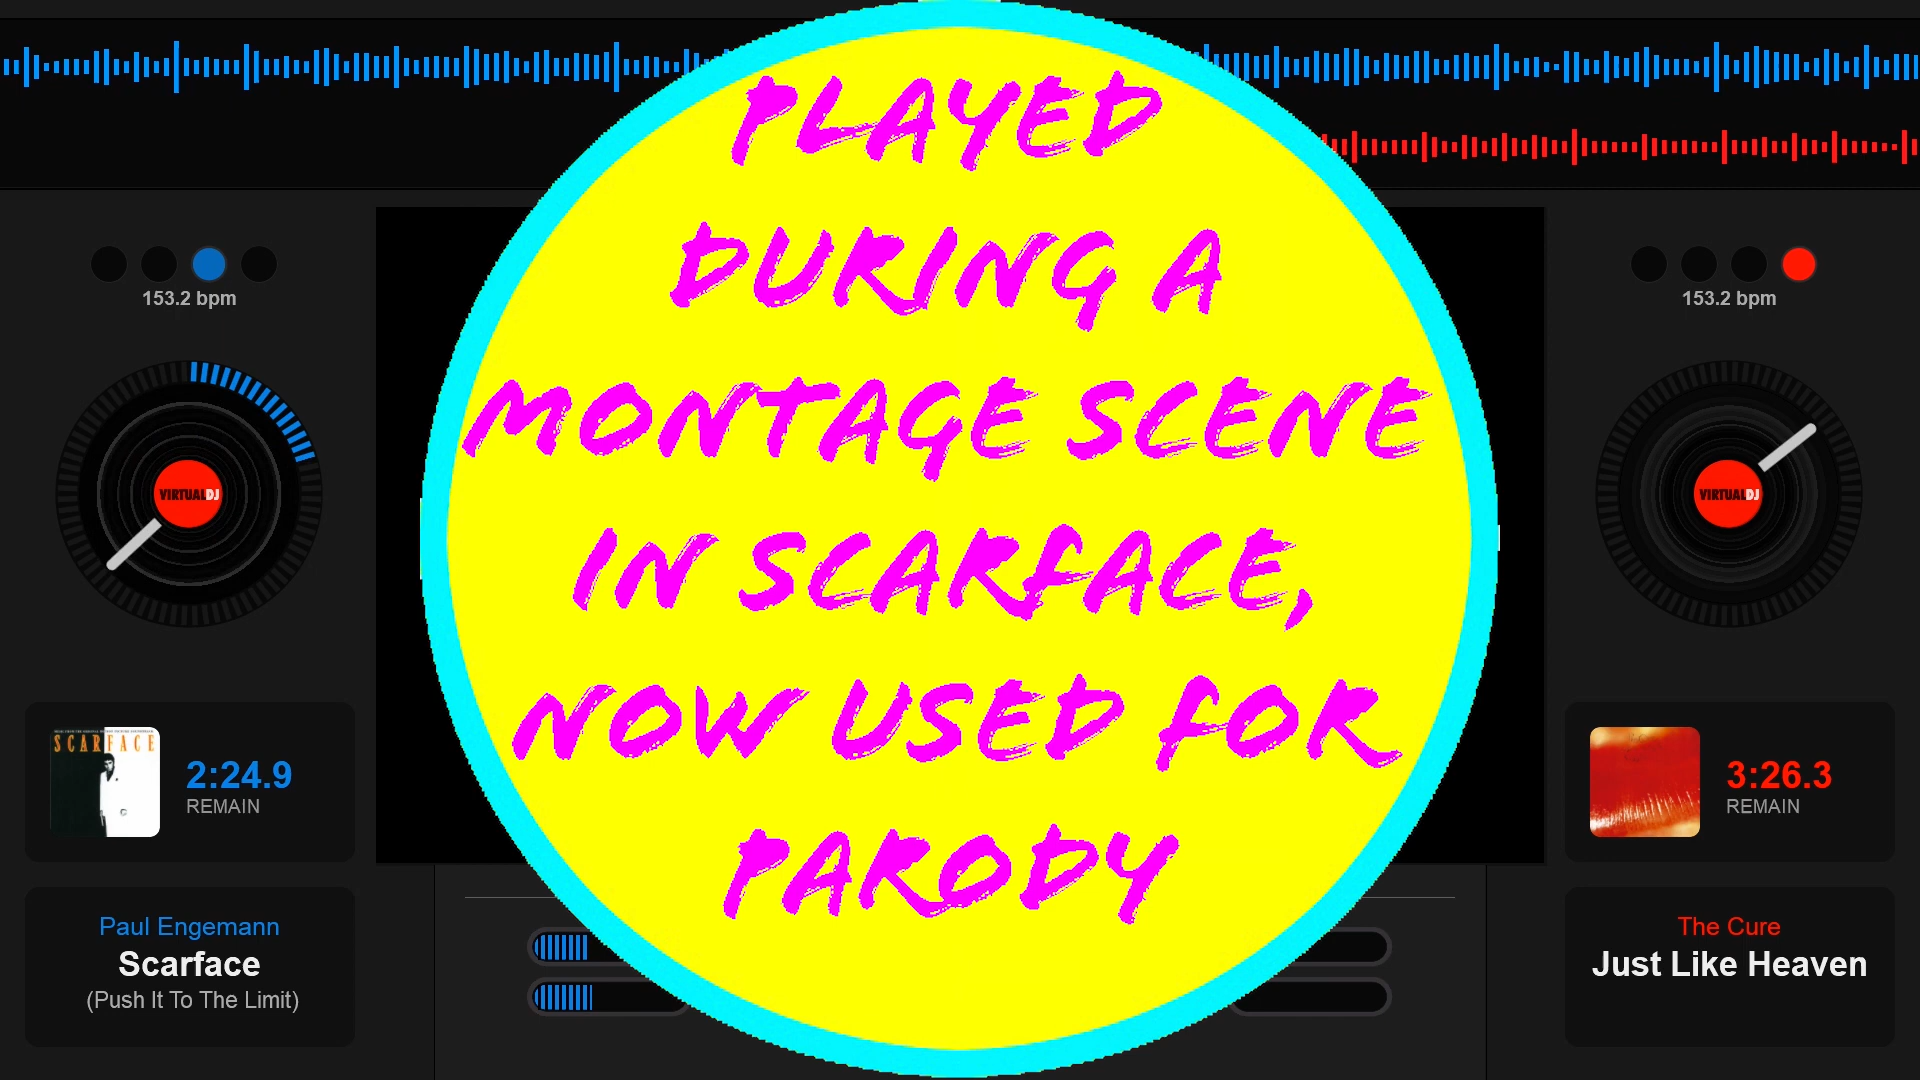 PLAYED
DURING A
MONTAGE SCENE
IN SCARFACE,
NOW USED FOR
PARODY
153.2 bpm
VIRTUALDJ
SCARFACE
2:24.9
REMAIN
Paul Engemann
Scarface
(Push It To The Limit)
153.2 bpm
VIRTUALDJ
3:26.3
REMAIN
The Cure
Just Like Heaven